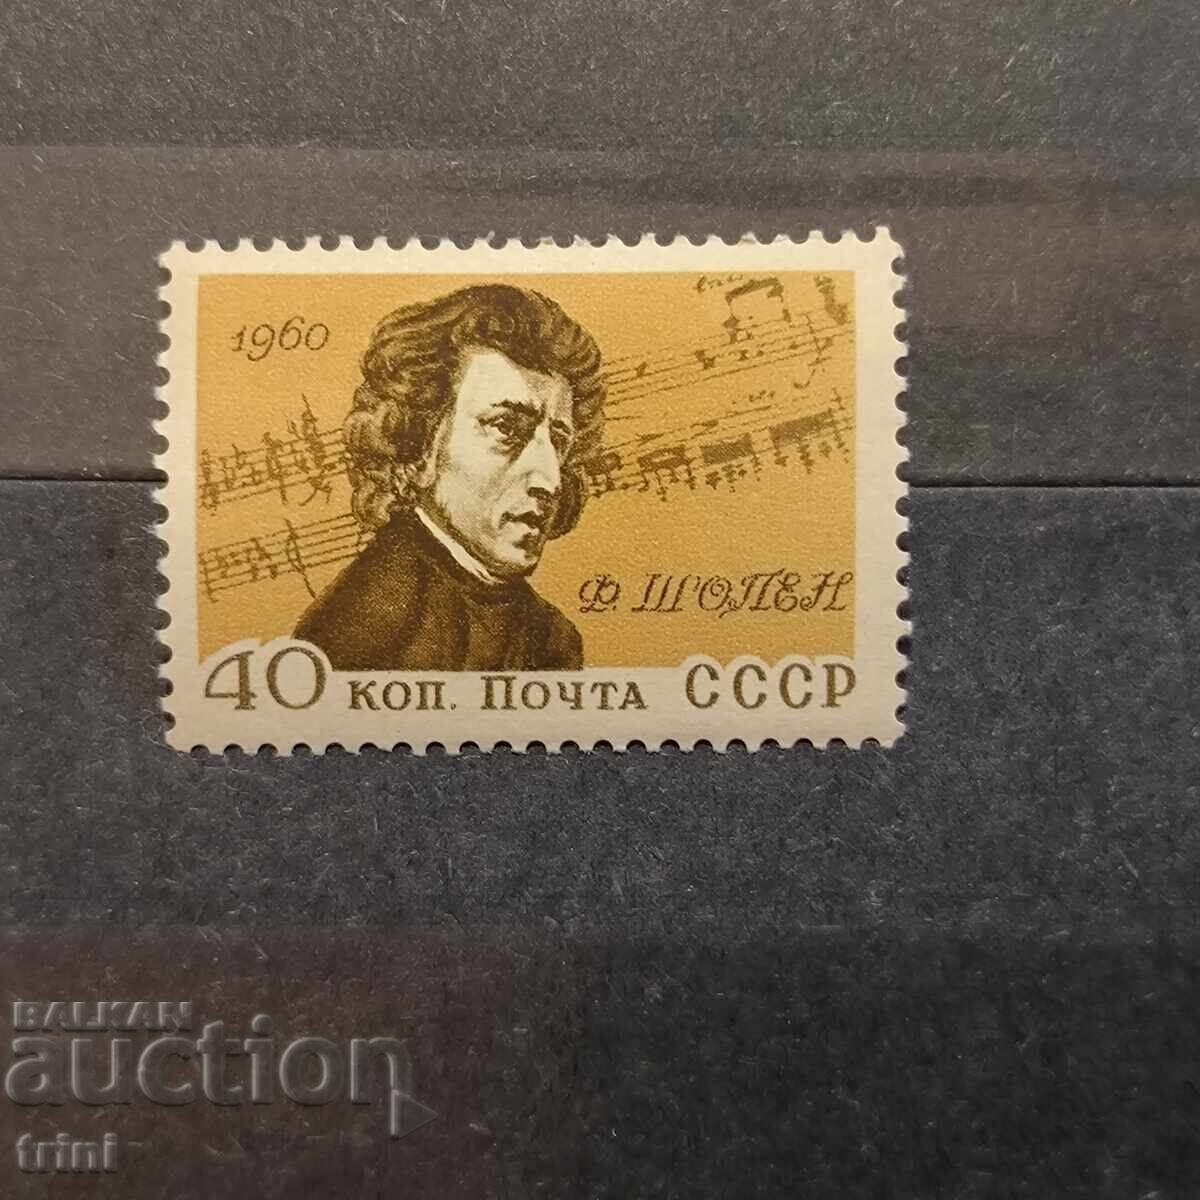 1960
Ф. ШОПЕН
40 КОП. ПОЧТА СССР
BALKAN
auction
trini